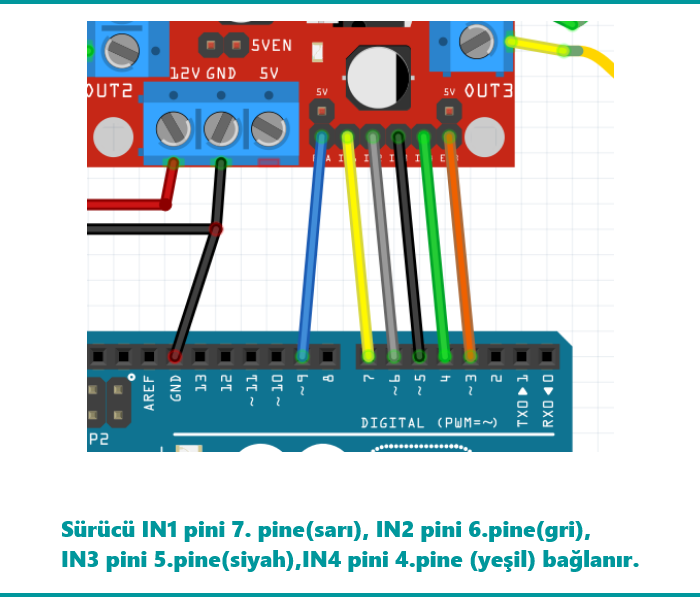 5VEN
12V GND 5V
OUT2
5V
5V
OUT3
AREF
GND
13
12
~11
~10
~9
8
7
~6
~5
4
~3
2
TX0▶1
RX0◀0
DIGITAL (PWM=~)
P2
Sürücü IN1 pini 7. pine(sarı), IN2 pini 6.pine(gri),
IN3 pini 5.pine(siyah),IN4 pini 4.pine (yeşil) bağlanır.